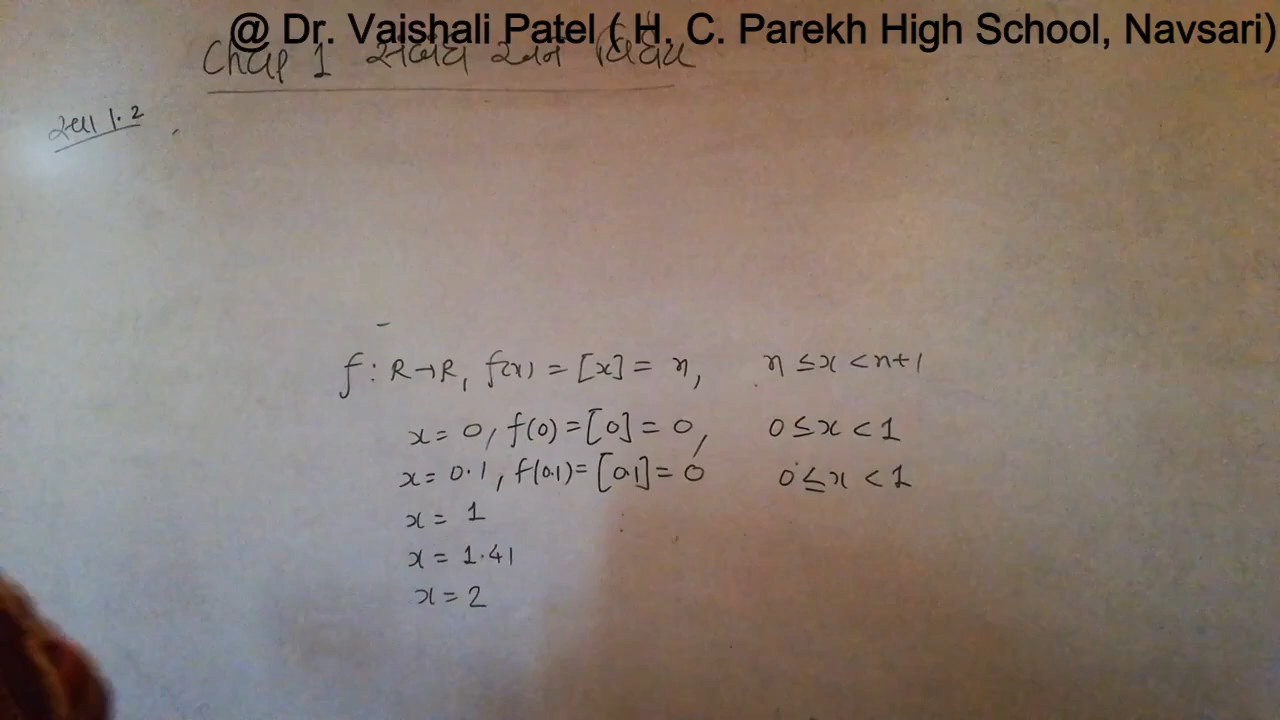 @ Dr. Vaishali Patel ( H. C. Parekh High School, Navsari)
Chap 1 સંબંધ અને વિધેય
સ્વા 1.2
f : R→R, f(x) = [x] = n, n ≤ x < n+1
x = 0, f(0) = [0] = 0, 0 ≤ x < 1
x = 0.1, f(0.1) = [0.1] = 0 0 ≤ x < 1
x = 1
x = 1.41
x = 2